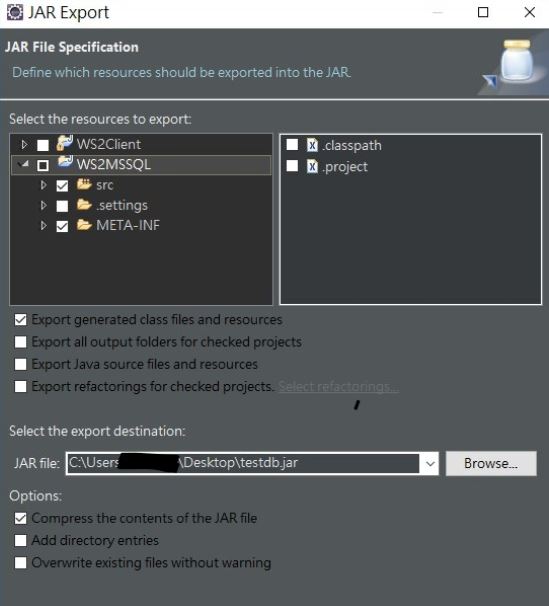 JAR Export
JAR File Specification
Define which resources should be exported into the JAR.
Select the resources to export:
WS2Client
WS2MSSQL
src
.settings
META-INF
.classpath
.project
Export generated class files and resources
Export all output folders for checked projects
Export Java source files and resources
Export refactorings for checked projects. Select refactorings...
Select the export destination:
JAR file: C:\Users \Desktop\testdb.jar Browse...
Options:
Compress the contents of the JAR file
Add directory entries
Overwrite existing files without warning